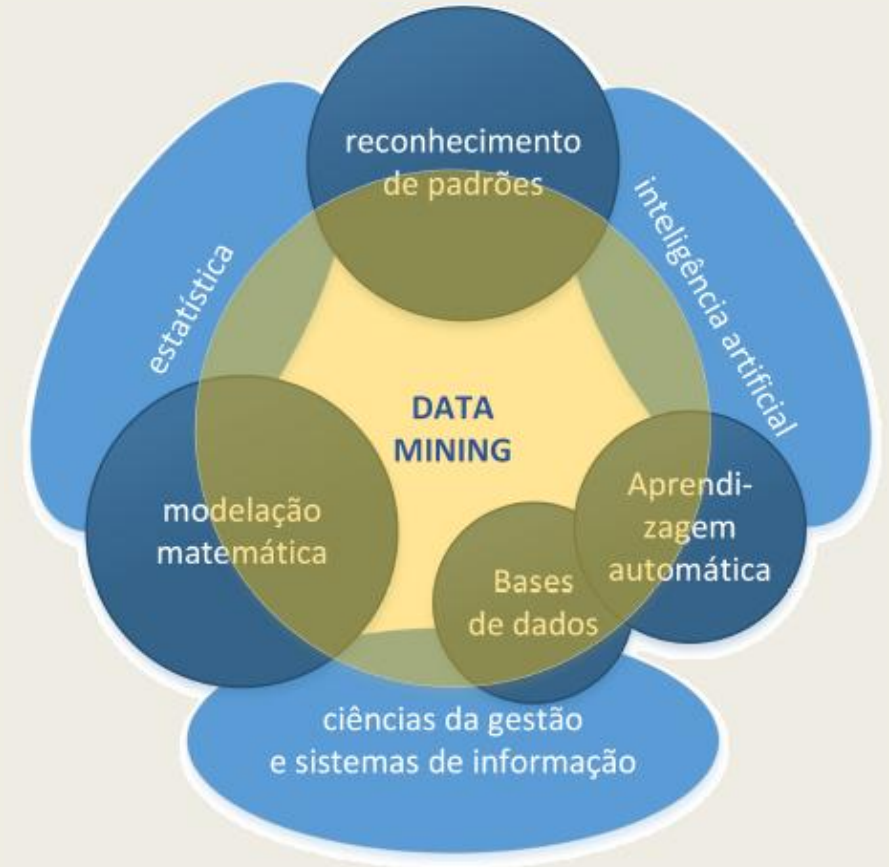 reconhecimento
de padrões
estatística
inteligência artificial
DATA
MINING
modelação
matemática
Aprendi-
zagem
automática
Bases
de dados
ciências da gestão
e sistemas de informação